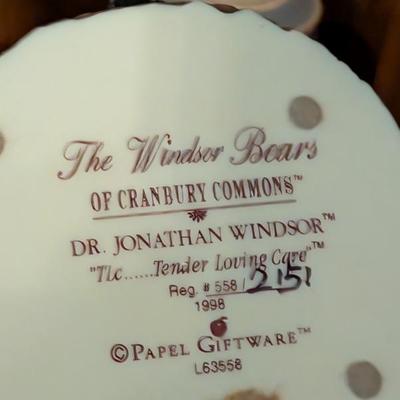 The Windsor Bears
OF CRANBURY COMMONS™
DR. JONATHAN WINDSOR™
"Tlc......Tender Loving Care"™
Reg. # 558/2151
1998
©PAPEL GIFTWARE™
L63558